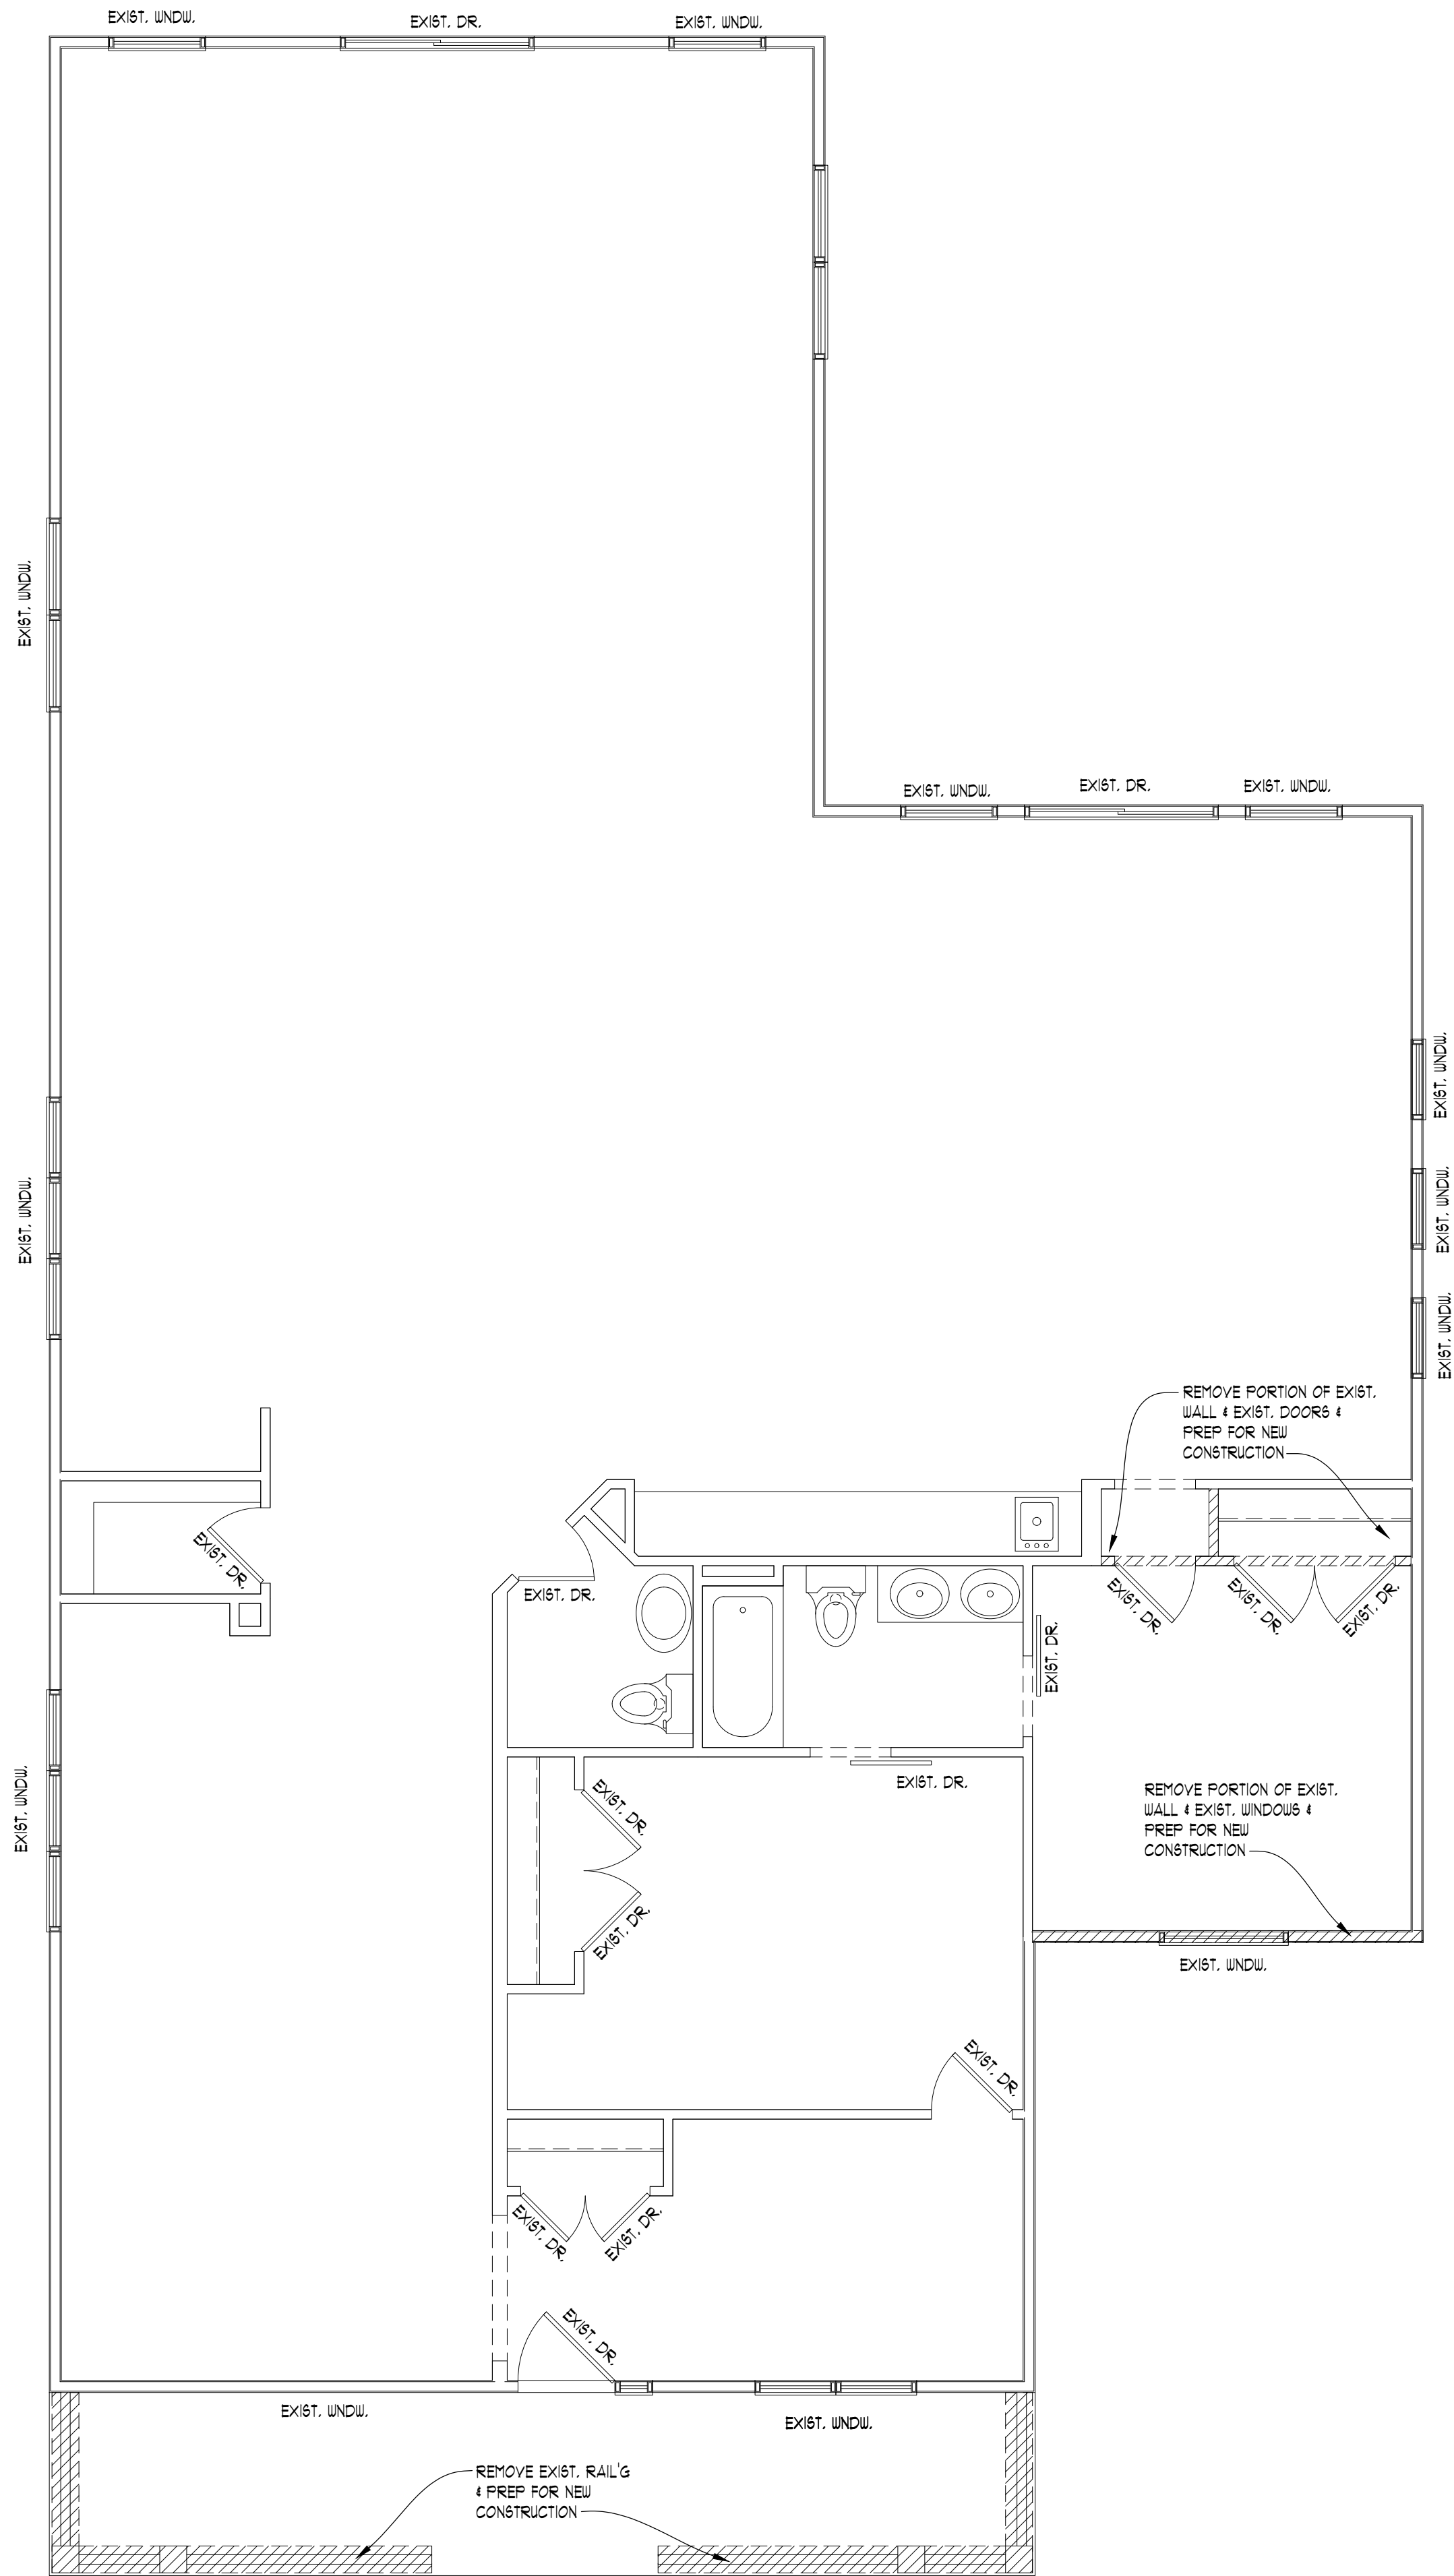 EXIST. WNDW.
EXIST. DR.
EXIST. WNDW.
EXIST. WNDW.
EXIST. WNDW.
EXIST. DR.
EXIST. WNDW.
EXIST. WNDW.
EXIST. WNDW.
EXIST. WNDW.
EXIST. WNDW.
REMOVE PORTION OF EXIST.
WALL & EXIST. DOORS &
PREP FOR NEW
CONSTRUCTION
EXIST. DR.
EXIST. DR.
EXIST. DR.
EXIST. DR.
EXIST. DR.
EXIST. DR.
EXIST. DR.
EXIST. DR.
EXIST. WNDW.
REMOVE PORTION OF EXIST.
WALL & EXIST. WINDOWS &
PREP FOR NEW
CONSTRUCTION
EXIST. DR.
EXIST. WNDW.
EXIST. DR.
EXIST. DR.
EXIST. DR.
EXIST. DR.
EXIST. WNDW.
EXIST. WNDW.
REMOVE EXIST. RAIL'G
& PREP FOR NEW
CONSTRUCTION